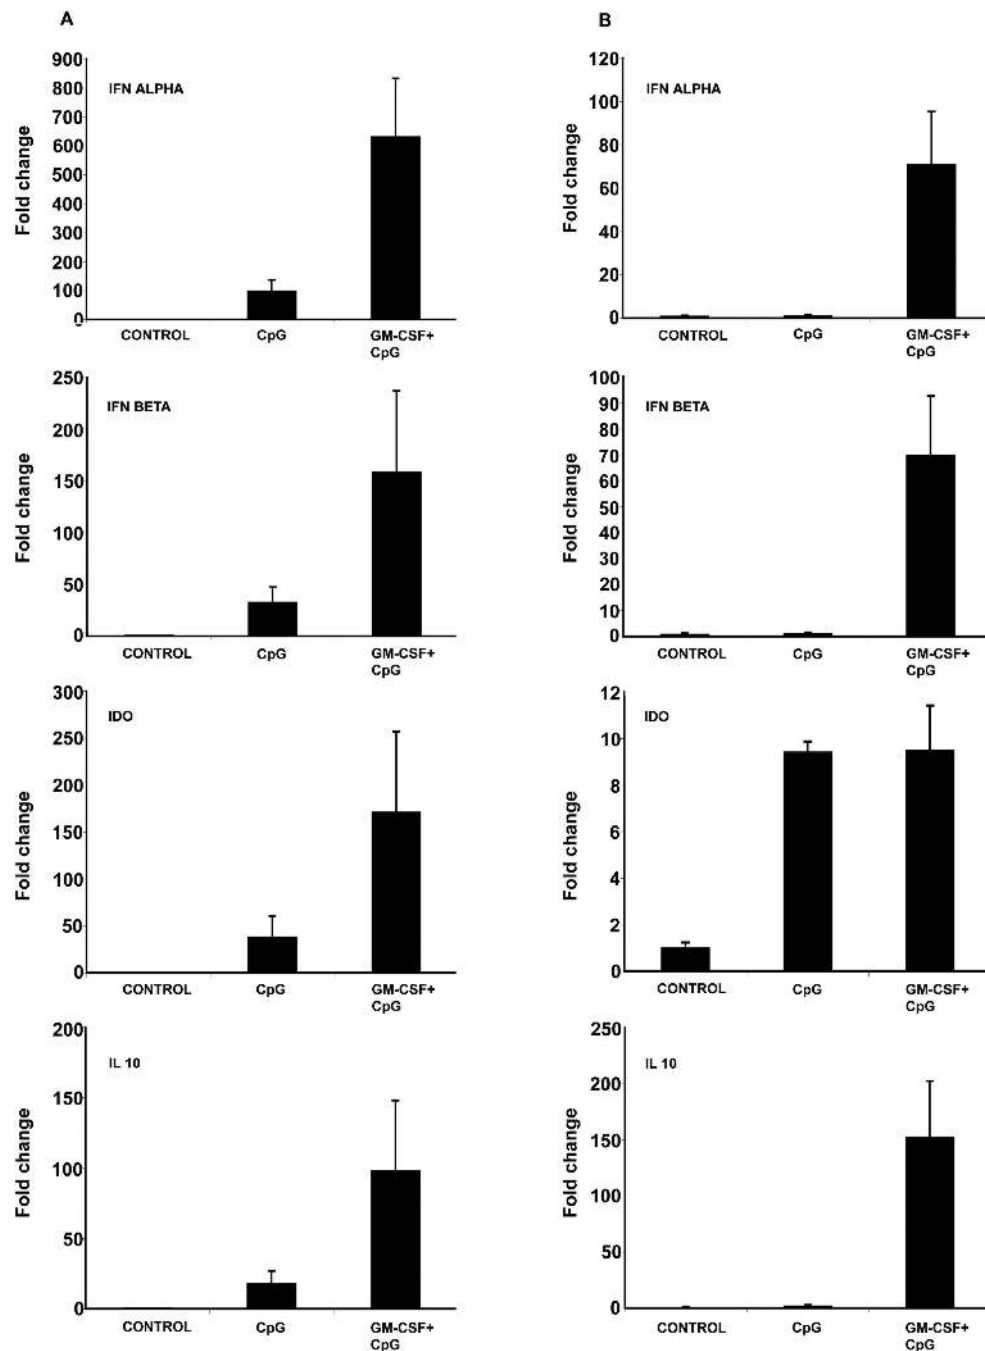 A
900
800
700
600
500
400
300
200
100
0
Fold change
IFN ALPHA
CONTROL
CpG
GM-CSF+
CpG
250
200
150
100
50
0
Fold change
IFN BETA
CONTROL
CpG
GM-CSF+
CpG
300
250
200
150
100
50
0
Fold change
IDO
CONTROL
CpG
GM-CSF+
CpG
200
150
100
50
0
Fold change
IL 10
CONTROL
CpG
GM-CSF+
CpG
B
120
100
80
60
40
20
0
Fold change
IFN ALPHA
CONTROL
CpG
GM-CSF+
CpG
100
90
80
70
60
50
40
30
20
10
0
Fold change
IFN BETA
CONTROL
CpG
GM-CSF+
CpG
12
10
8
6
4
2
0
Fold change
IDO
CONTROL
CpG
GM-CSF+
CpG
250
200
150
100
50
0
Fold change
IL 10
CONTROL
CpG
GM-CSF+
CpG